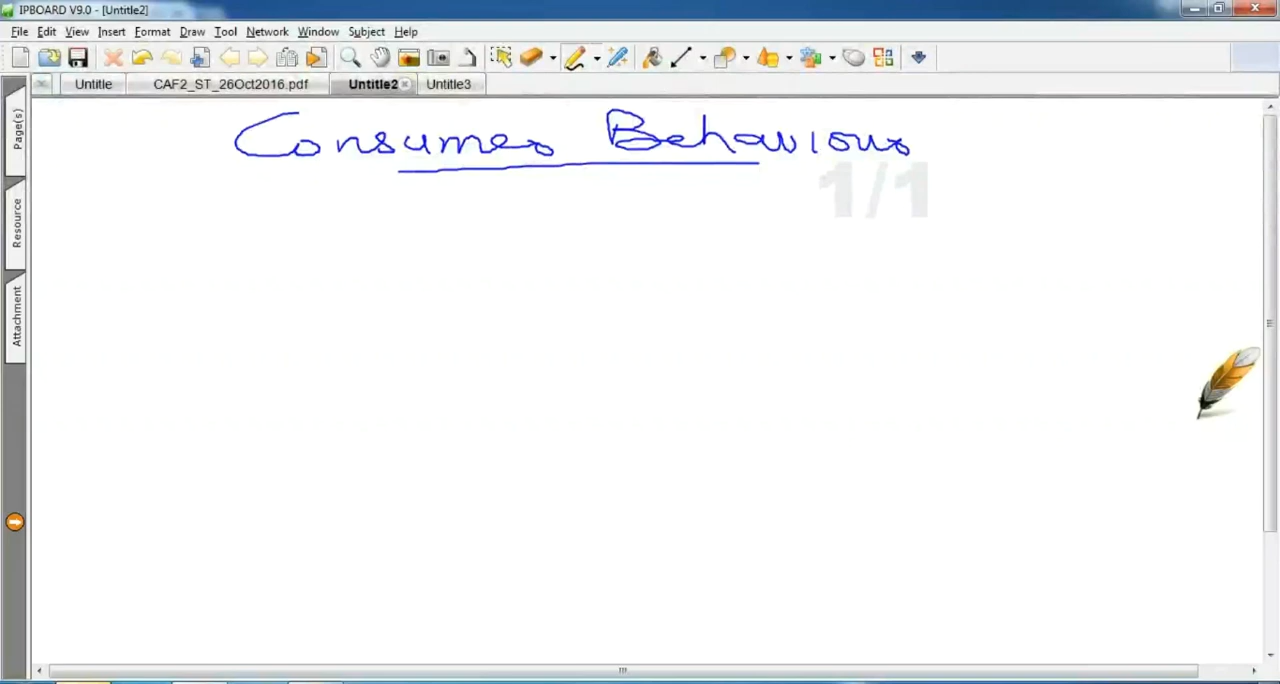 IPBOARD V9.0 - [Untitle2]
File Edit View Insert Format Draw Tool Network Window Subject Help
Untitle CAF2_ST_26Oct2016.pdf Untitle2 Untitle3
Consumer Behaviour
1/1
Page(s)
Resource
Attachment